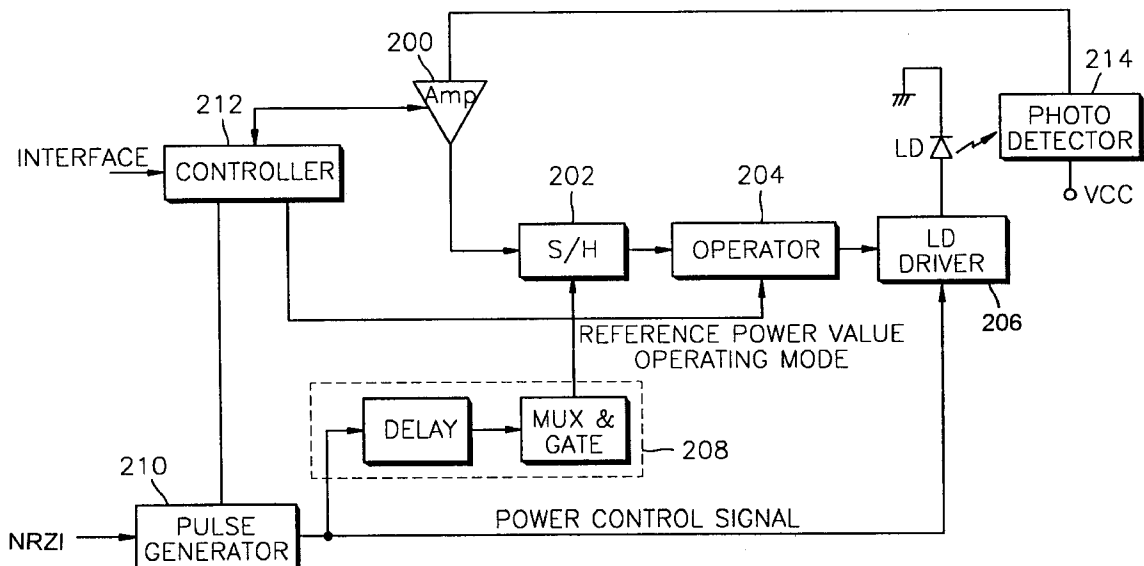 200
Amp
214
PHOTO
DETECTOR
212
INTERFACE
CONTROLLER
LD
VCC
202
S/H
204
OPERATOR
LD
DRIVER
206
REFERENCE POWER VALUE
OPERATING MODE
DELAY
MUX &
GATE
208
210
NRZI
PULSE
GENERATOR
POWER CONTROL SIGNAL